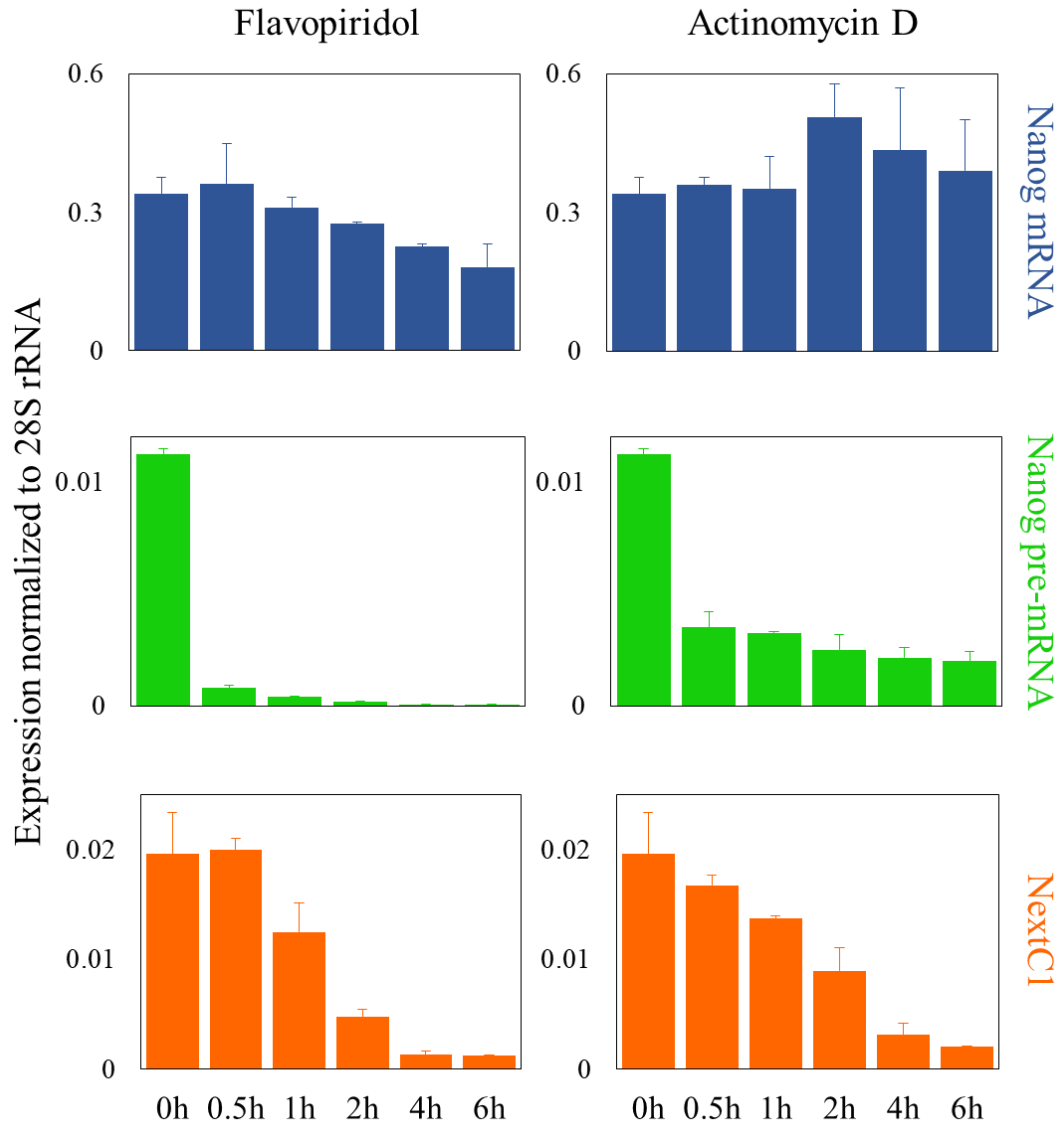 Flavopiridol
Actinomycin D
Expression normalized to 28S rRNA
0.6
0.3
0
0.6
0.3
0
Nanog mRNA
0.01
0
0.01
0
Nanog pre-mRNA
0.02
0.01
0
0.02
0.01
0
NextC1
0h 0.5h 1h 2h 4h 6h
0h 0.5h 1h 2h 4h 6h